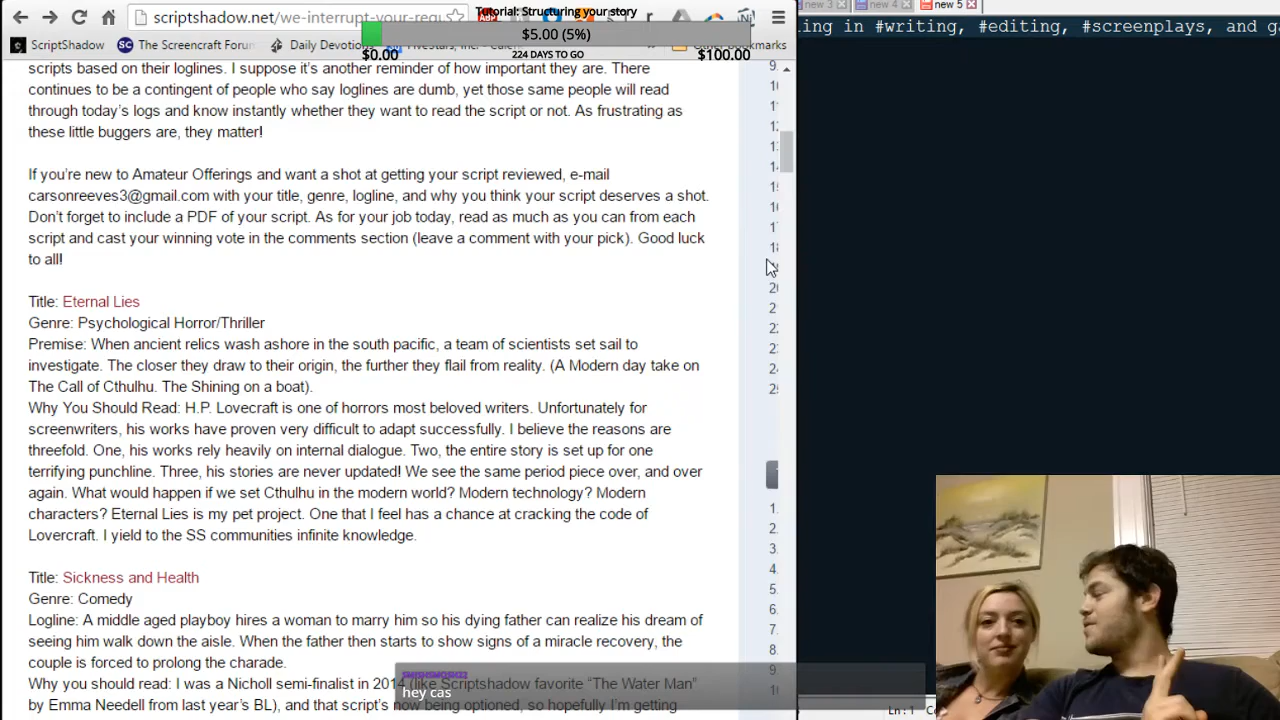 scriptshadow.net/we-interrupt-your-requ
Tutorial: Structuring your story
$5.00 (5%)
$0.00
224 DAYS TO GO
$100.00
ScriptShadow
The Screencraft Forum
Daily Devotio
Other bookmarks
new 3
new 4
new 5
ing in #writing, #editing, #screenplays, and ga
scripts based on their loglines. I suppose it's another reminder of how important they are. There
continues to be a contingent of people who say loglines are dumb, yet those same people will read
through today's logs and know instantly whether they want to read the script or not. As frustrating as
these little buggers are, they matter!
If you're new to Amateur Offerings and want a shot at getting your script reviewed, e-mail
carsonreeves3@gmail.com with your title, genre, logline, and why you think your script deserves a shot.
Don't forget to include a PDF of your script. As for your job today, read as much as you can from each
script and cast your winning vote in the comments section (leave a comment with your pick). Good luck
to all!
Title: Eternal Lies
Genre: Psychological Horror/Thriller
Premise: When ancient relics wash ashore in the south pacific, a team of scientists set sail to
investigate. The closer they draw to their origin, the further they flail from reality. (A Modern day take on
The Call of Cthulhu. The Shining on a boat).
Why You Should Read: H.P. Lovecraft is one of horrors most beloved writers. Unfortunately for
screenwriters, his works have proven very difficult to adapt successfully. I believe the reasons are
threefold. One, his works rely heavily on internal dialogue. Two, the entire story is set up for one
terrifying punchline. Three, his stories are never updated! We see the same period piece over, and over
again. What would happen if we set Cthulhu in the modern world? Modern technology? Modern
characters? Eternal Lies is my pet project. One that I feel has a chance at cracking the code of
Lovercraft. I yield to the SS communities infinite knowledge.
Title: Sickness and Health
Genre: Comedy
Logline: A middle aged playboy hires a woman to marry him so his dying father can realize his dream of
seeing him walk down the aisle. When the father then starts to show signs of a miracle recovery, the
couple is forced to prolong the charade.
Why you should read: I was a Nicholl semi-finalist in 2014 (like Scriptshadow favorite "The Water Man"
by Emma Needell from last year's BL), and that script's now being optioned, so hopefully I'm getting
hey cas
Ln:1